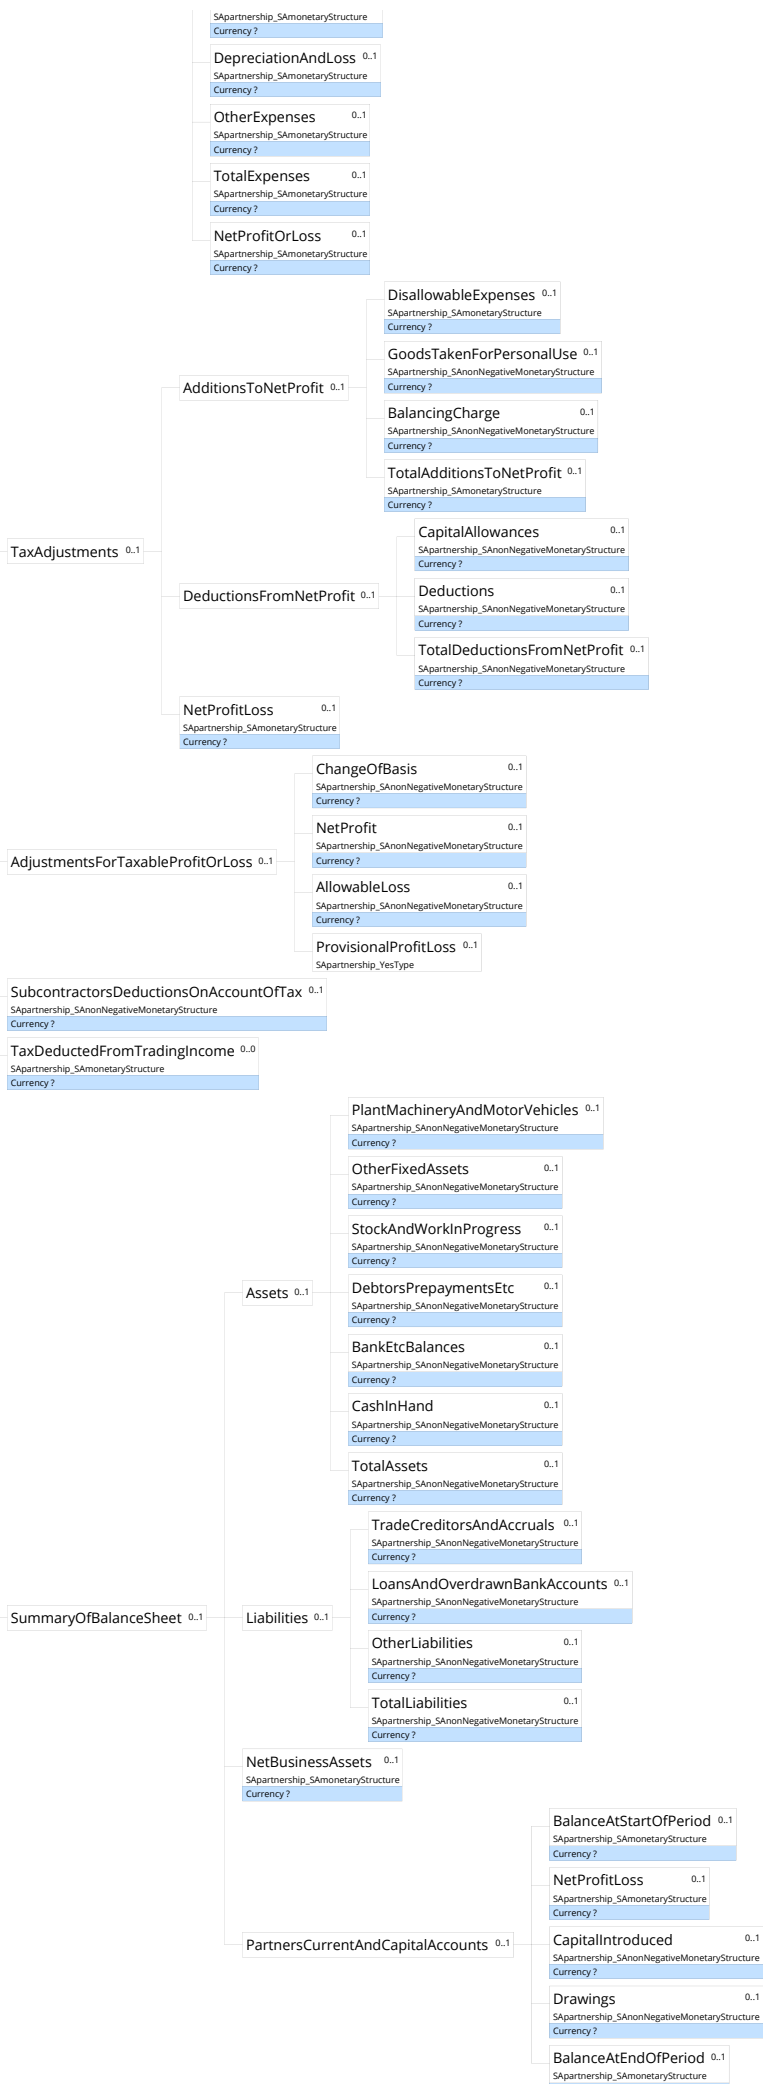 SApartnership_SAmonetaryStructure
Currency ?
DepreciationAndLoss 0..1
SApartnership_SAmonetaryStructure
Currency ?
OtherExpenses 0..1
SApartnership_SAmonetaryStructure
Currency ?
TotalExpenses 0..1
SApartnership_SAmonetaryStructure
Currency ?
NetProfitOrLoss 0..1
SApartnership_SAmonetaryStructure
Currency ?
TaxAdjustments 0..1
AdditionsToNetProfit 0..1
DisallowableExpenses 0..1
SApartnership_SAmonetaryStructure
Currency ?
GoodsTakenForPersonalUse 0..1
SApartnership_SAnonNegativeMonetaryStructure
Currency ?
BalancingCharge 0..1
SApartnership_SAnonNegativeMonetaryStructure
Currency ?
TotalAdditionsToNetProfit 0..1
SApartnership_SAmonetaryStructure
Currency ?
DeductionsFromNetProfit 0..1
CapitalAllowances 0..1
SApartnership_SAnonNegativeMonetaryStructure
Currency ?
Deductions 0..1
SApartnership_SAnonNegativeMonetaryStructure
Currency ?
TotalDeductionsFromNetProfit 0..1
SApartnership_SAnonNegativeMonetaryStructure
Currency ?
NetProfitLoss 0..1
SApartnership_SAmonetaryStructure
Currency ?
AdjustmentsForTaxableProfitOrLoss 0..1
ChangeOfBasis 0..1
SApartnership_SAnonNegativeMonetaryStructure
Currency ?
NetProfit 0..1
SApartnership_SAnonNegativeMonetaryStructure
Currency ?
AllowableLoss 0..1
SApartnership_SAnonNegativeMonetaryStructure
Currency ?
ProvisionalProfitLoss 0..1
SApartnership_YesType
SubcontractorsDeductionsOnAccountOfTax 0..1
SApartnership_SAnonNegativeMonetaryStructure
Currency ?
TaxDeductedFromTradingIncome 0..0
SApartnership_SAmonetaryStructure
Currency ?
SummaryOfBalanceSheet 0..1
Assets 0..1
PlantMachineryAndMotorVehicles 0..1
SApartnership_SAnonNegativeMonetaryStructure
Currency ?
OtherFixedAssets 0..1
SApartnership_SAnonNegativeMonetaryStructure
Currency ?
StockAndWorkInProgress 0..1
SApartnership_SAnonNegativeMonetaryStructure
Currency ?
DebtorsPrepaymentsEtc 0..1
SApartnership_SAnonNegativeMonetaryStructure
Currency ?
BankEtcBalances 0..1
SApartnership_SAnonNegativeMonetaryStructure
Currency ?
CashInHand 0..1
SApartnership_SAnonNegativeMonetaryStructure
Currency ?
TotalAssets 0..1
SApartnership_SAnonNegativeMonetaryStructure
Currency ?
Liabilities 0..1
TradeCreditorsAndAccruals 0..1
SApartnership_SAnonNegativeMonetaryStructure
Currency ?
LoansAndOverdrawnBankAccounts 0..1
SApartnership_SAnonNegativeMonetaryStructure
Currency ?
OtherLiabilities 0..1
SApartnership_SAnonNegativeMonetaryStructure
Currency ?
TotalLiabilities 0..1
SApartnership_SAnonNegativeMonetaryStructure
Currency ?
NetBusinessAssets 0..1
SApartnership_SAmonetaryStructure
Currency ?
PartnersCurrentAndCapitalAccounts 0..1
BalanceAtStartOfPeriod 0..1
SApartnership_SAmonetaryStructure
Currency ?
NetProfitLoss 0..1
SApartnership_SAmonetaryStructure
Currency ?
CapitalIntroduced 0..1
SApartnership_SAnonNegativeMonetaryStructure
Currency ?
Drawings 0..1
SApartnership_SAnonNegativeMonetaryStructure
Currency ?
BalanceAtEndOfPeriod 0..1
SApartnership_SAmonetaryStructure